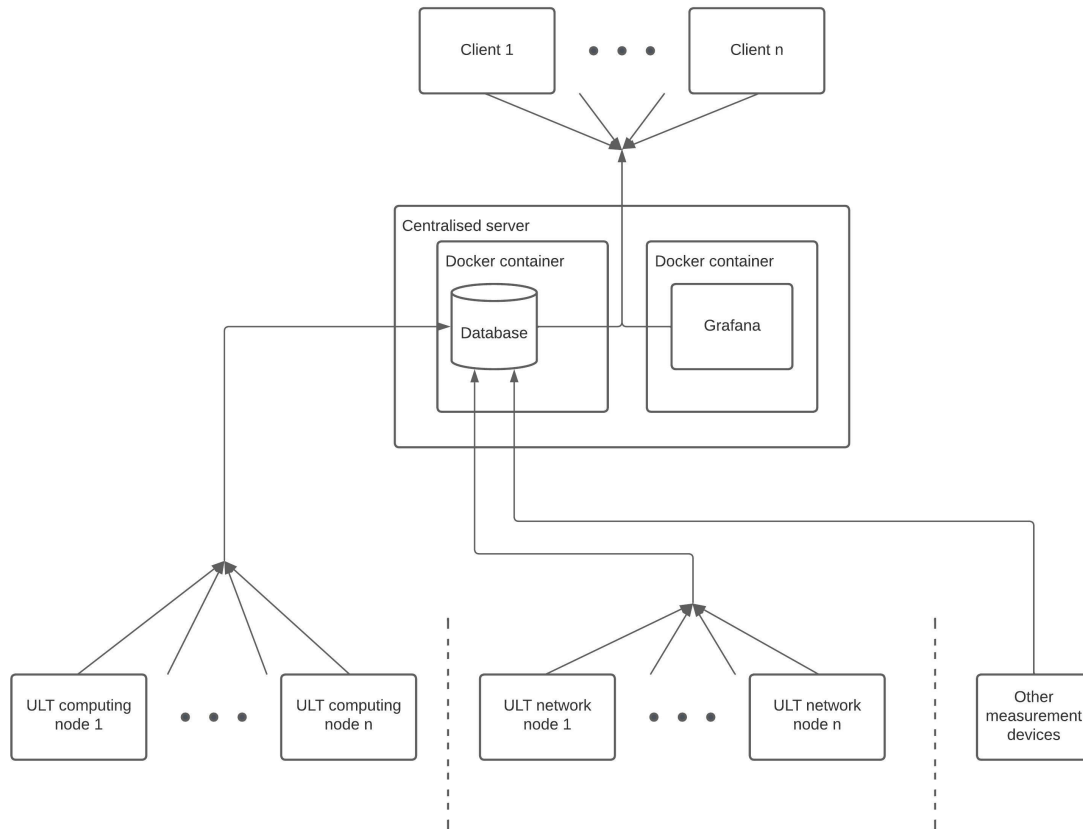 Client 1
Client n
Centralised server
Docker container
Docker container
Database
Grafana
ULT computing
node 1
ULT computing
node n
ULT network
node 1
ULT network
node n
Other
measurement
devices